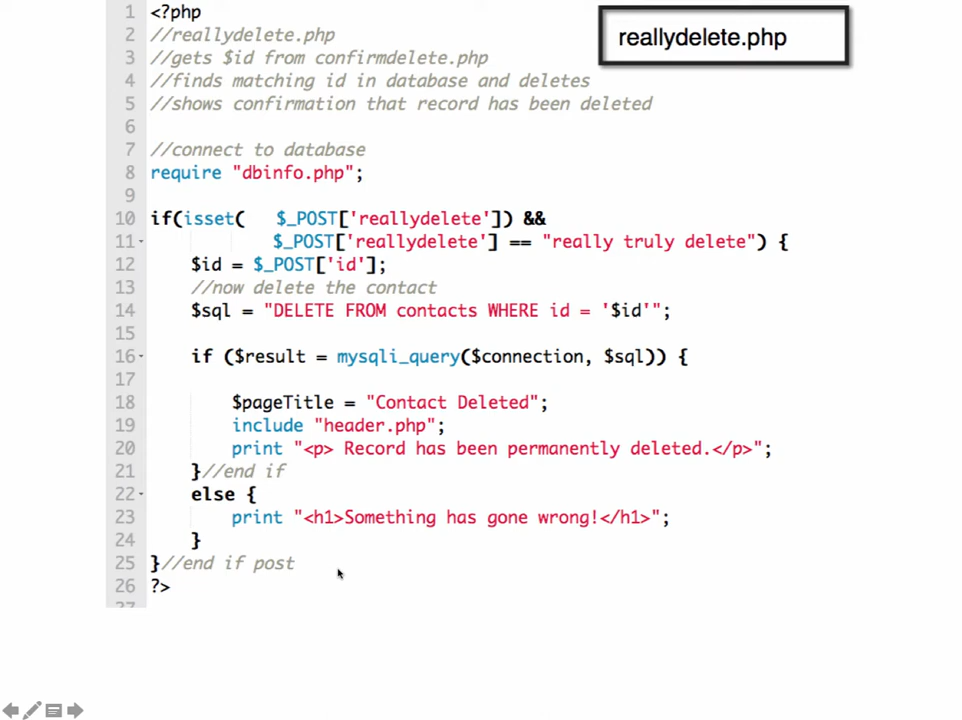 reallydelete.php
1 <?php
2 //reallydelete.php
3 //gets $id from confirmdelete.php
4 //finds matching id in database and deletes
5 //shows confirmation that record has been deleted
6
7 //connect to database
8 require "dbinfo.php";
9
10 if(isset(   $_POST['reallydelete']) &&
11             $_POST['reallydelete'] == "really truly delete") {
12     $id = $_POST['id'];
13     //now delete the contact
14     $sql = "DELETE FROM contacts WHERE id = '$id'";
15
16     if ($result = mysqli_query($connection, $sql)) {
17
18         $pageTitle = "Contact Deleted";
19         include "header.php";
20         print "<p> Record has been permanently deleted.</p>";
21     }//end if
22     else {
23         print "<h1>Something has gone wrong!</h1>";
24     }
25 }//end if post
26 ?>
27